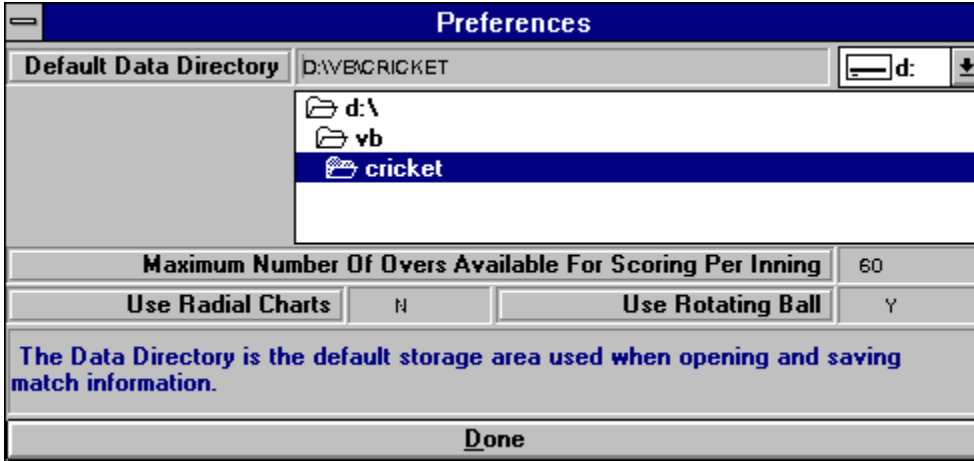 Preferences
Default Data Directory D:\VB\CRICKET d:
d:\
vb
cricket
Maximum Number Of Overs Available For Scoring Per Inning 60
Use Radial Charts N Use Rotating Ball Y
The Data Directory is the default storage area used when opening and saving
match information.
Done